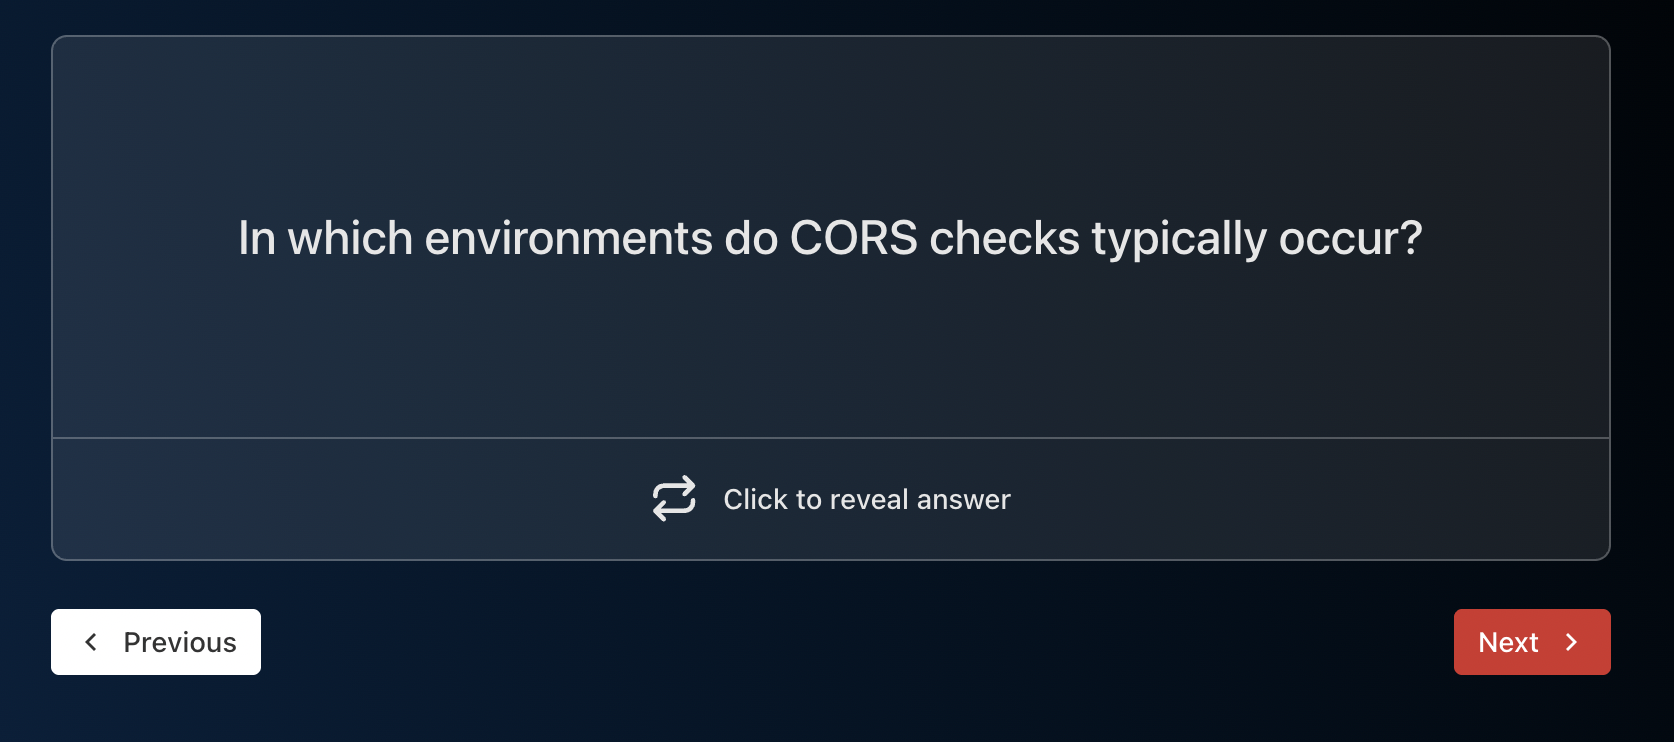 In which environments do CORS checks typically occur?
Click to reveal answer
Previous
Next